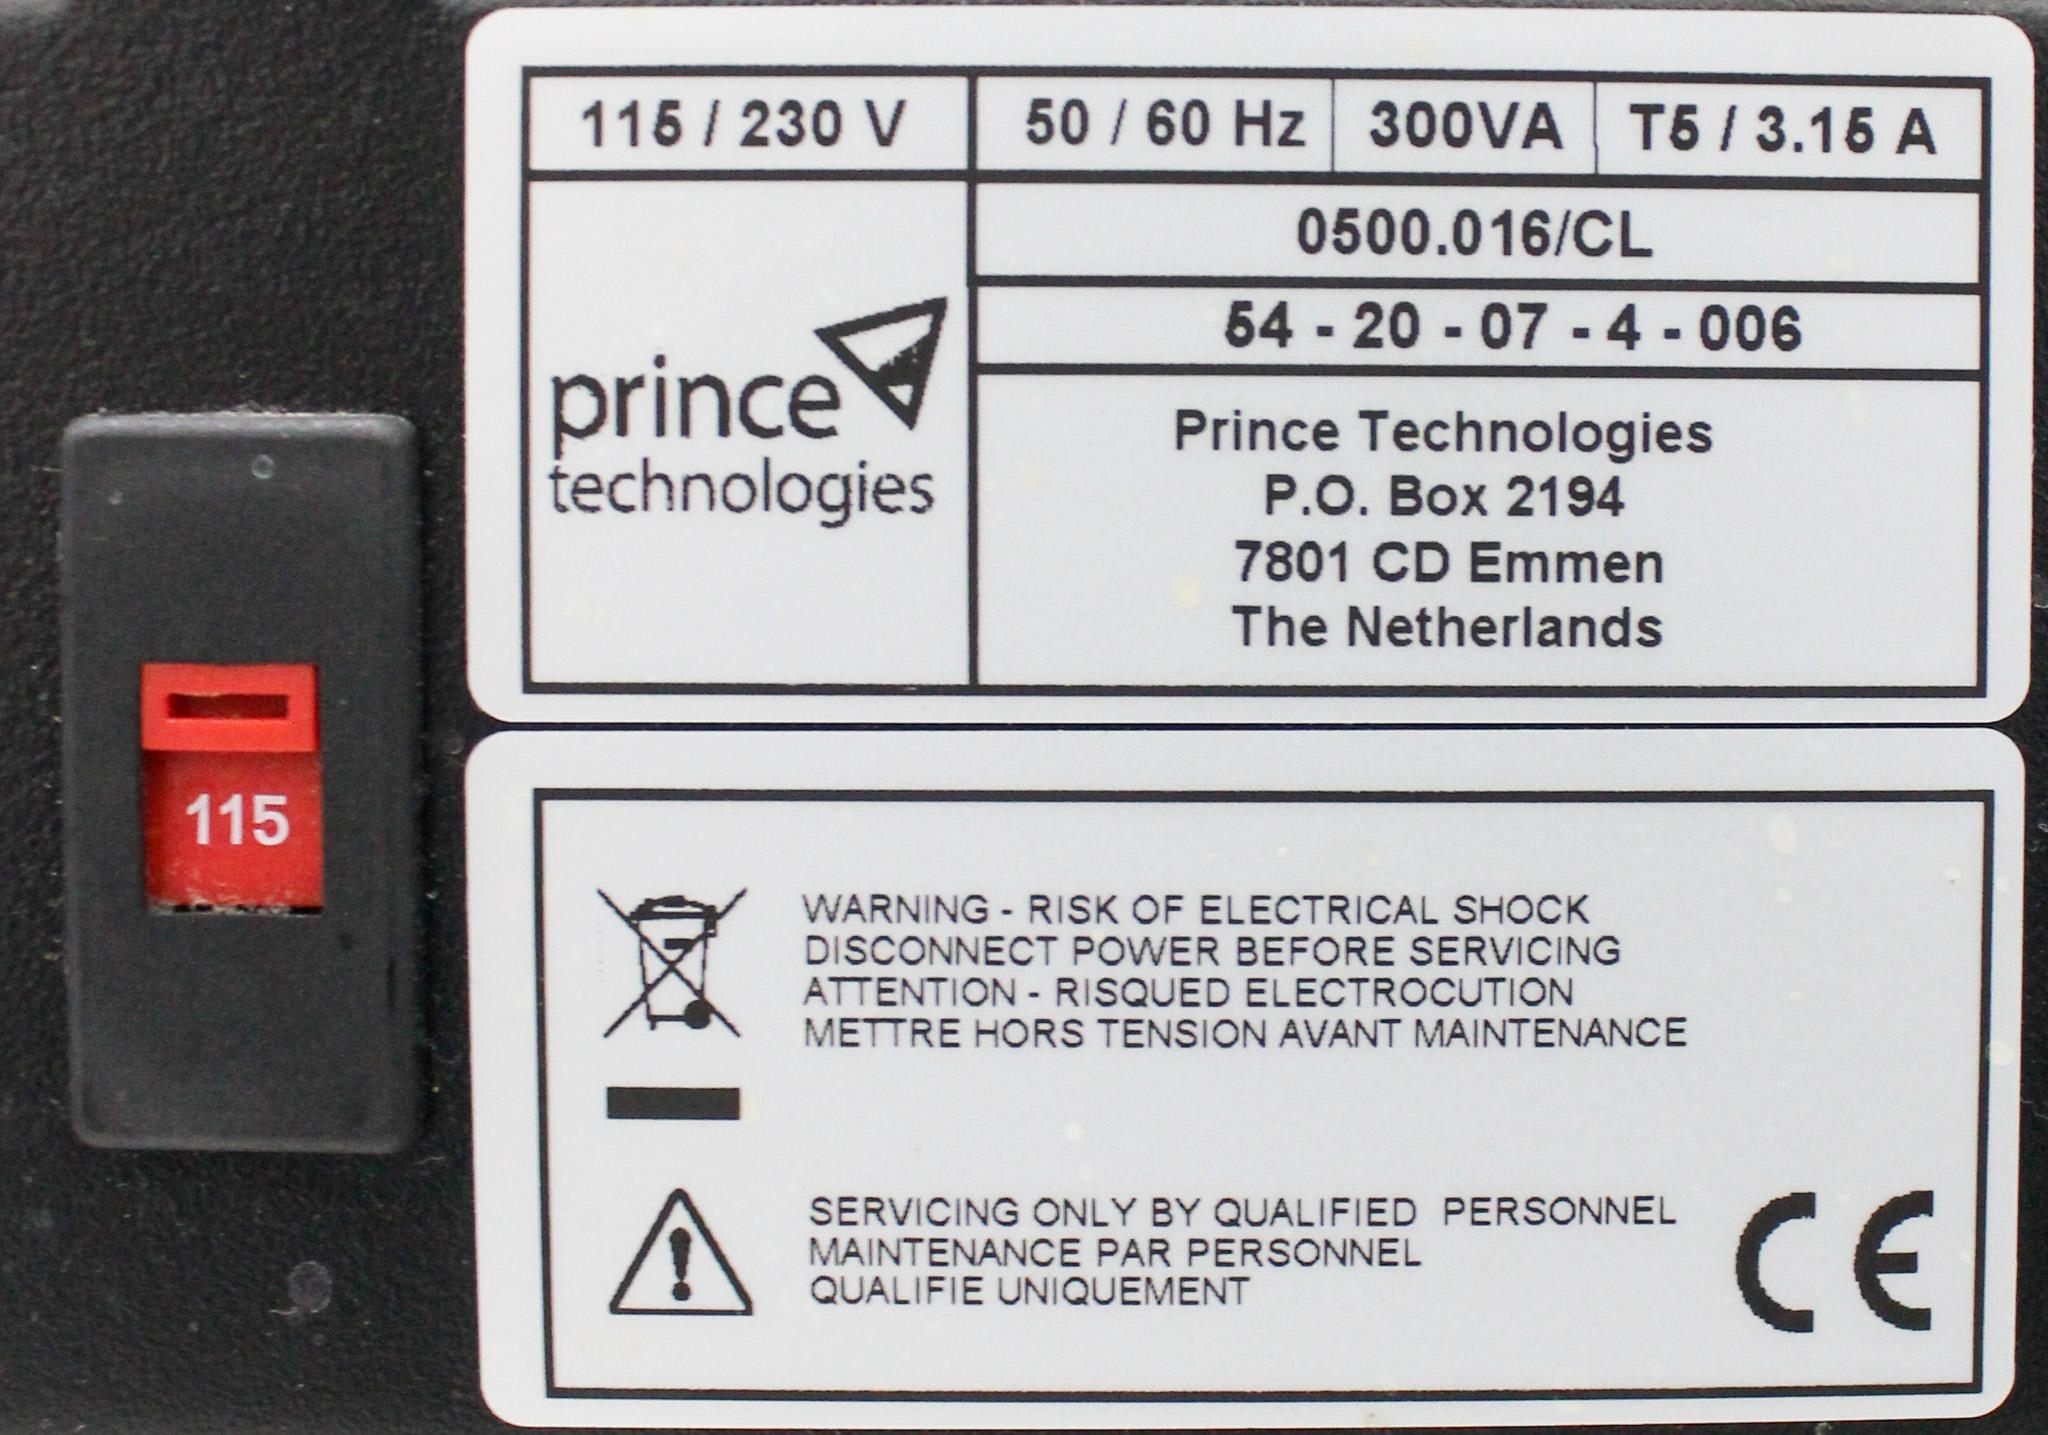 115 / 230 V 50 / 60 Hz 300VA T5 / 3.15 A
0500.016/CL
54 - 20 - 07 - 4 - 006
prince
technologies
Prince Technologies
P.O. Box 2194
7801 CD Emmen
The Netherlands
115
WARNING - RISK OF ELECTRICAL SHOCK
DISCONNECT POWER BEFORE SERVICING
ATTENTION - RISQUED ELECTROCUTION
METTRE HORS TENSION AVANT MAINTENANCE
SERVICING ONLY BY QUALIFIED PERSONNEL
MAINTENANCE PAR PERSONNEL
QUALIFIE UNIQUEMENT
CE